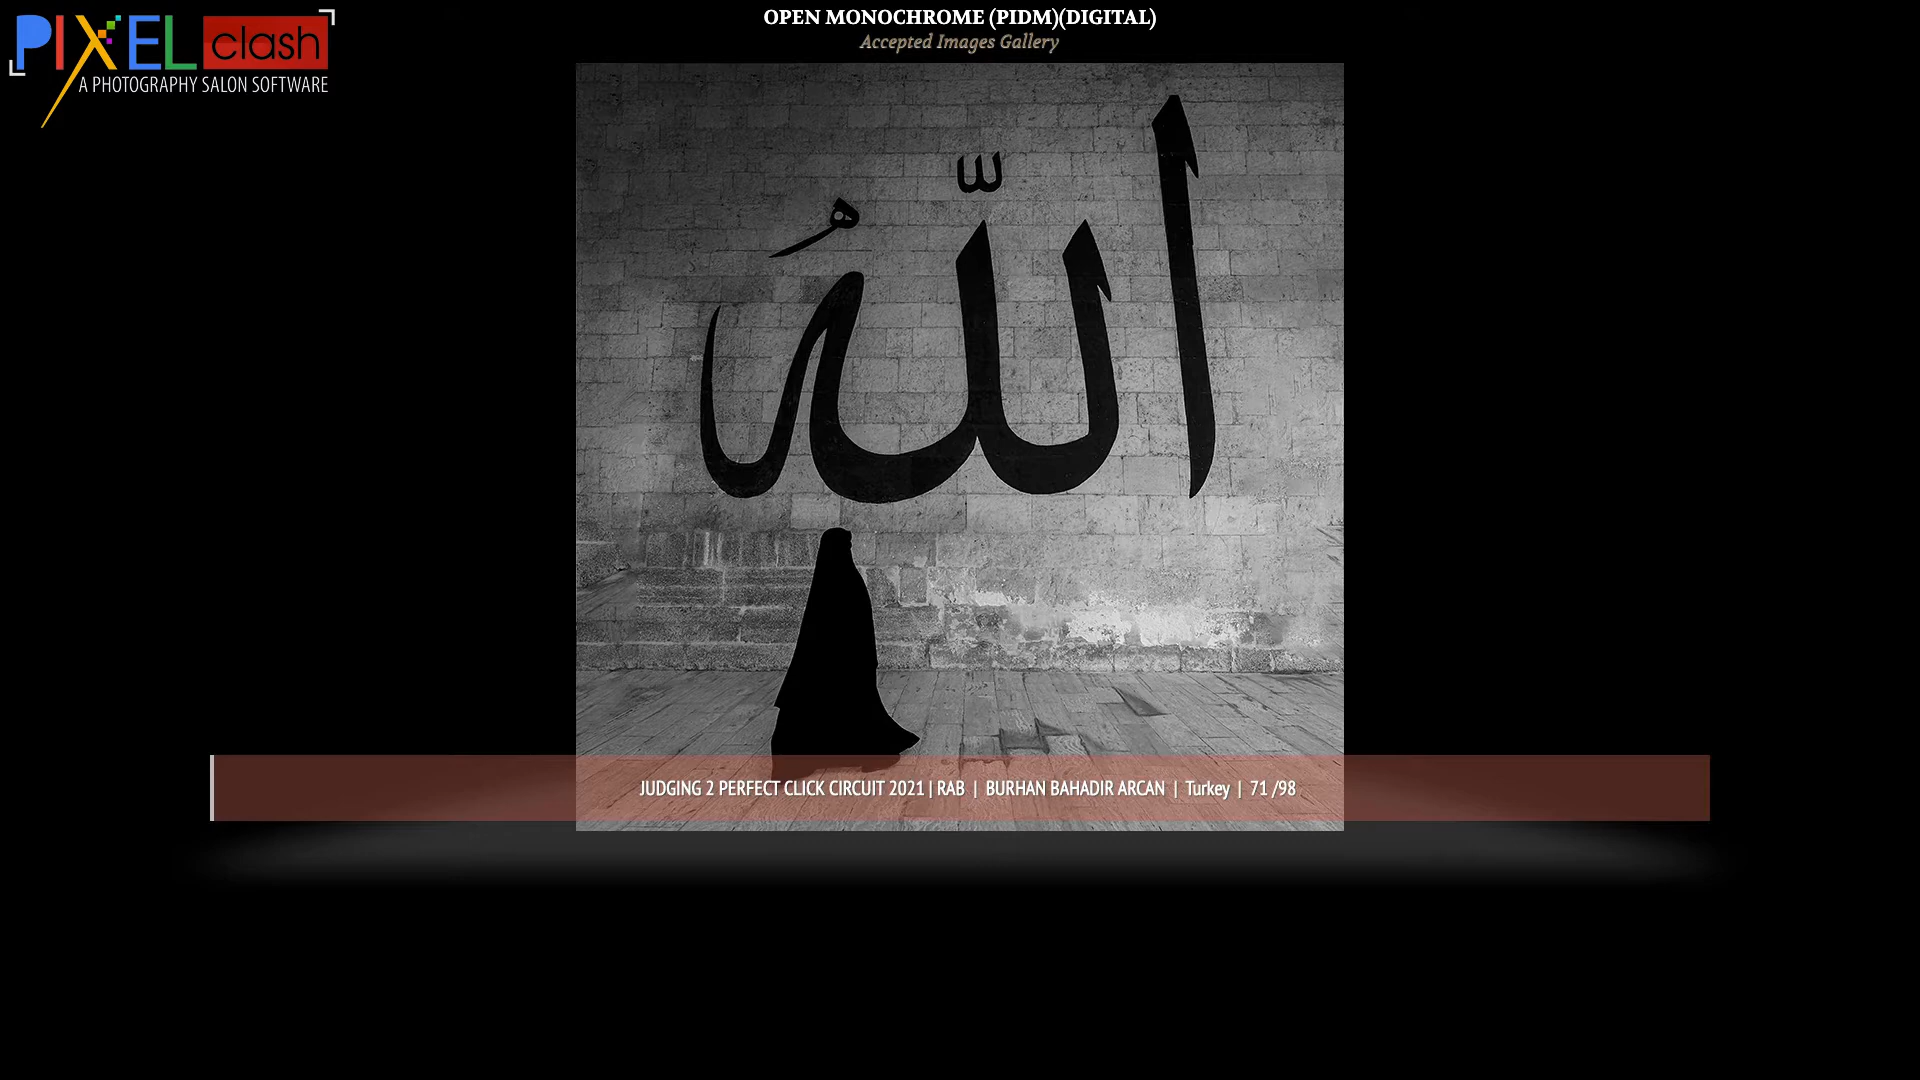 PIXEL clash
A PHOTOGRAPHY SALON SOFTWARE
OPEN MONOCHROME (PIDM)(DIGITAL)
Accepted Images Gallery
الله
JUDGING 2 PERFECT CLICK CIRCUIT 2021 | RAB | BURHAN BAHADIR ARCAN | Turkey | 71 /98